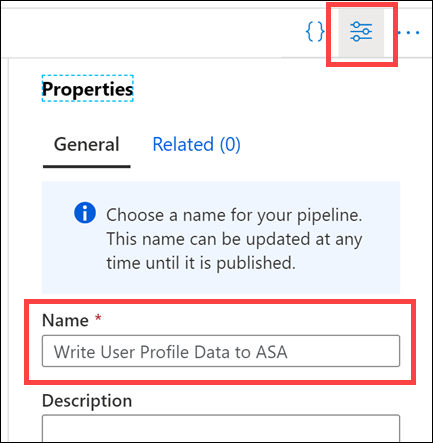 {} ...
Properties
General Related (0)
Choose a name for your pipeline.
This name can be updated at any
time until it is published.
Name *
Write User Profile Data to ASA
Description